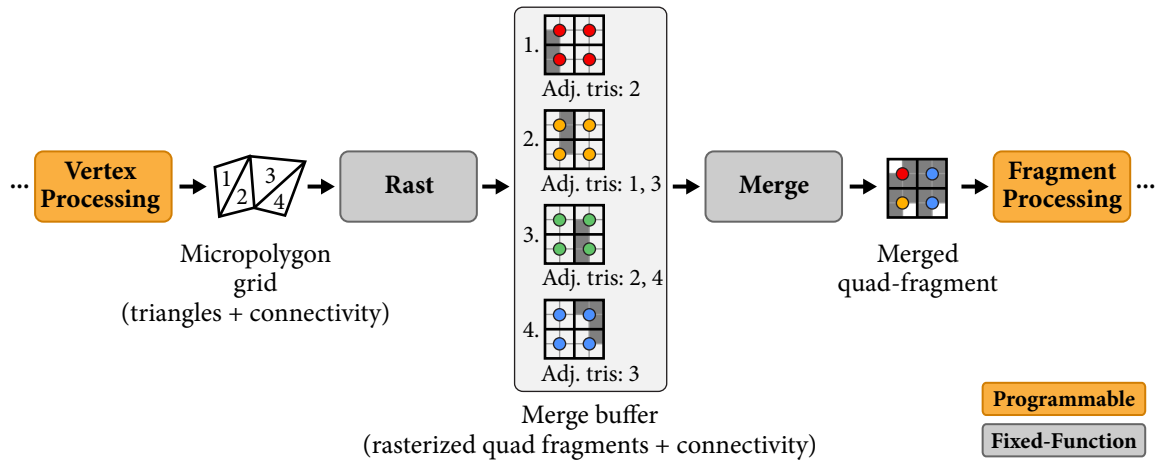 1.
Adj. tris: 2
2.
Adj. tris: 1, 3
3.
Adj. tris: 2, 4
4.
Adj. tris: 3
...
Vertex
Processing
1
2
3
4
Micropolygon
grid
(triangles + connectivity)
Rast
Merge buffer
(rasterized quad fragments + connectivity)
Merge
Merged
quad-fragment
Fragment
Processing
...
Programmable
Fixed-Function